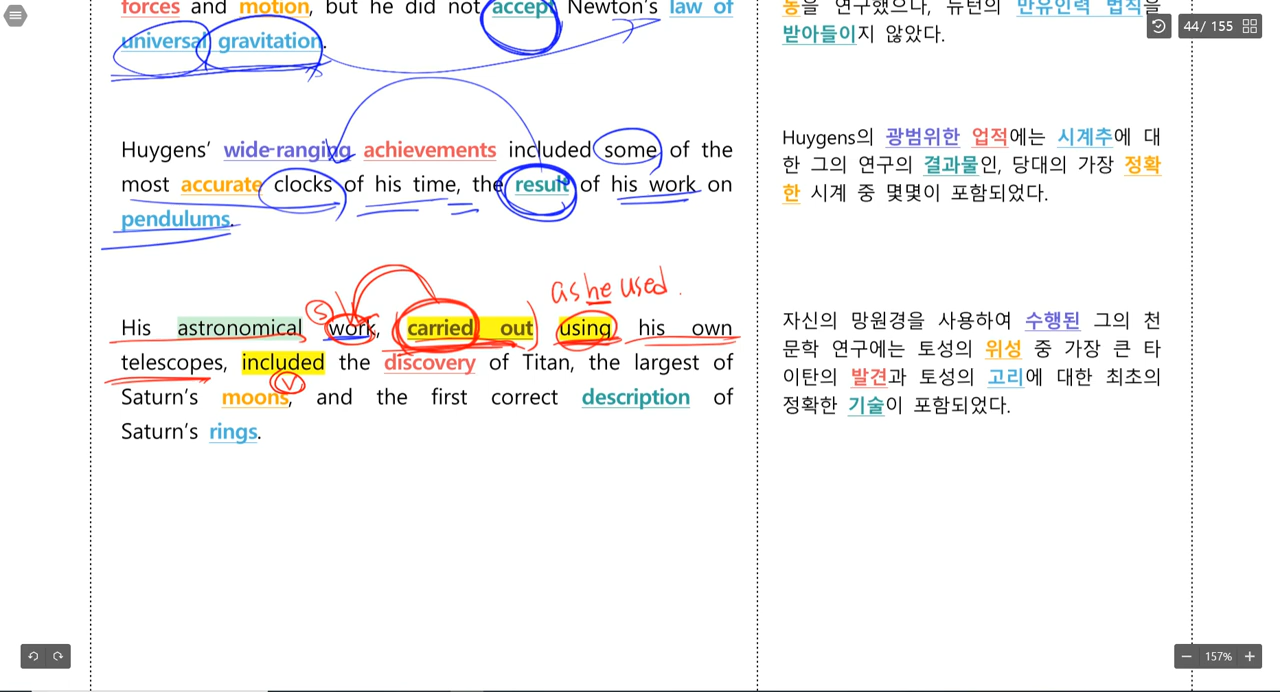 forces and motion, but he did not accept Newton's law of
universal gravitation.
Huygens' wide-ranging achievements included some of the
most accurate clocks of his time, the result of his work on
pendulums.
as he used.
His astronomical work, carried out using his own
telescopes, included the discovery of Titan, the largest of
Saturn's moons, and the first correct description of
Saturn's rings.
S
V
동을 연구했으나, 뉴턴의 만유인력 법칙을
받아들이지 않았다.
Huygens의 광범위한 업적에는 시계추에 대
한 그의 연구의 결과물인, 당대의 가장 정확
한 시계 중 몇몇이 포함되었다.
자신의 망원경을 사용하여 수행된 그의 천
문학 연구에는 토성의 위성 중 가장 큰 타
이탄의 발견과 토성의 고리에 대한 최초의
정확한 기술이 포함되었다.
44/ 155
157%